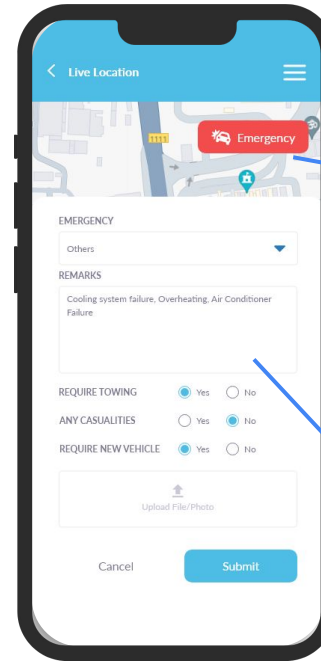 Live Location
1111
Emergency
EMERGENCY
Others
REMARKS
Cooling system failure, Overheating, Air Conditioner
Failure
REQUIRE TOWING Yes No
ANY CASUALITIES Yes No
REQUIRE NEW VEHICLE Yes No
Upload File/Photo
Cancel Submit